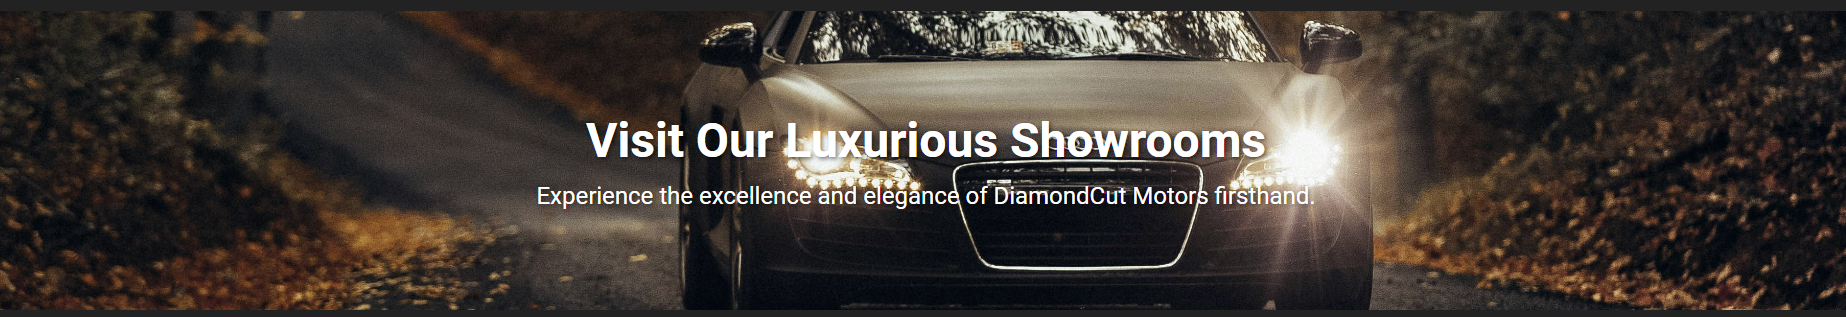 Visit Our Luxurious Showrooms
Experience the excellence and elegance of DiamondCut Motors firsthand.